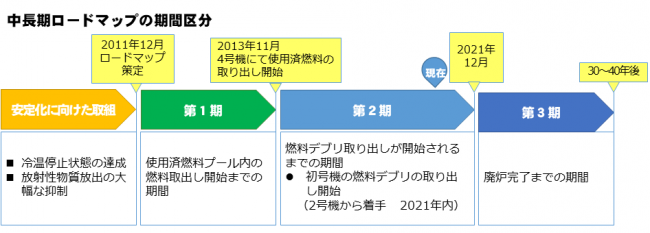 中長期ロードマップの期間区分
2011年12月
ロードマップ
策定
2013年11月
4号機にて使用済燃料の
取り出し開始
現在
2021年
12月
30～40年後
安定化に向けた取組
第１期
第２期
第３期
■ 冷温停止状態の達成
■ 放射性物質放出の大
幅な抑制
使用済燃料プール内の
燃料取出し開始までの
期間
燃料デブリ取り出しが開始される
までの期間
● 初号機の燃料デブリの取り出
し開始
（２号機から着手　2021年内）
廃炉完了までの期間